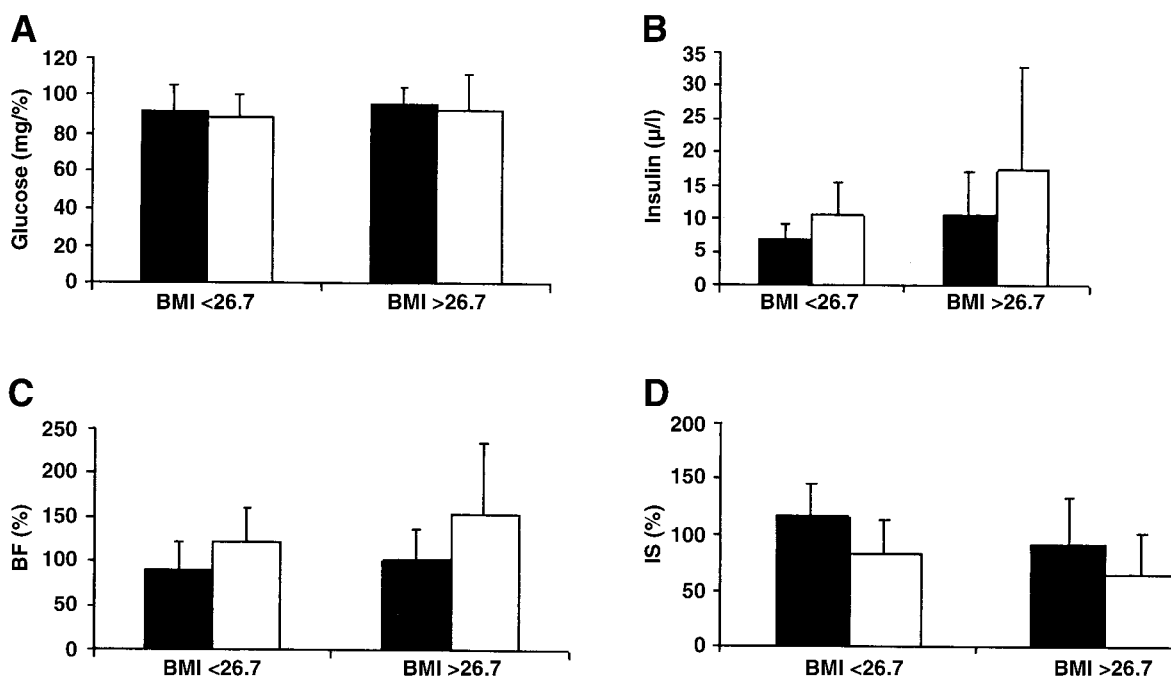 A
Glucose (mg/%)
120
100
80
60
40
20
0
BMI <26.7
BMI >26.7
B
Insulin (µ/l)
35
30
25
20
15
10
5
0
BMI <26.7
BMI >26.7
C
BF (%)
250
200
150
100
50
0
BMI <26.7
BMI >26.7
D
IS (%)
200
150
100
50
0
BMI <26.7
BMI >26.7